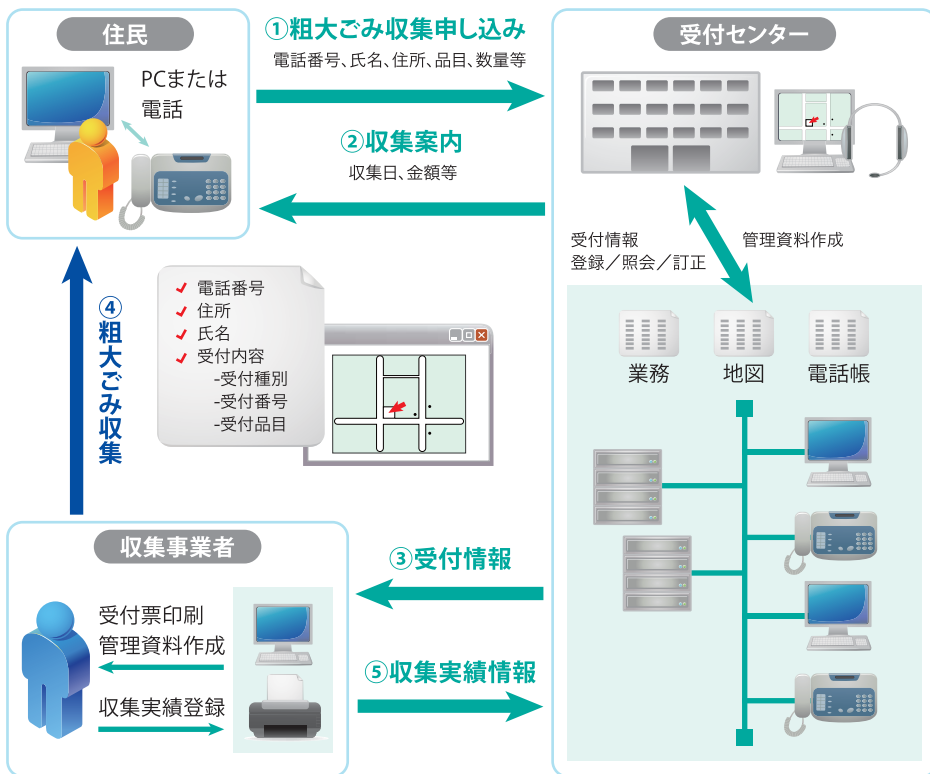 住民
PCまたは
電話
①粗大ごみ収集申し込み
電話番号、氏名、住所、品目、数量等
②収集案内
収集日、金額等
受付センター
受付情報
登録／照会／訂正
管理資料作成
業務
地図
電話帳
電話番号
住所
氏名
受付内容
-受付種別
-受付番号
-受付品目
④粗大ごみ収集
収集事業者
受付票印刷
管理資料作成
収集実績登録
③受付情報
⑤収集実績情報